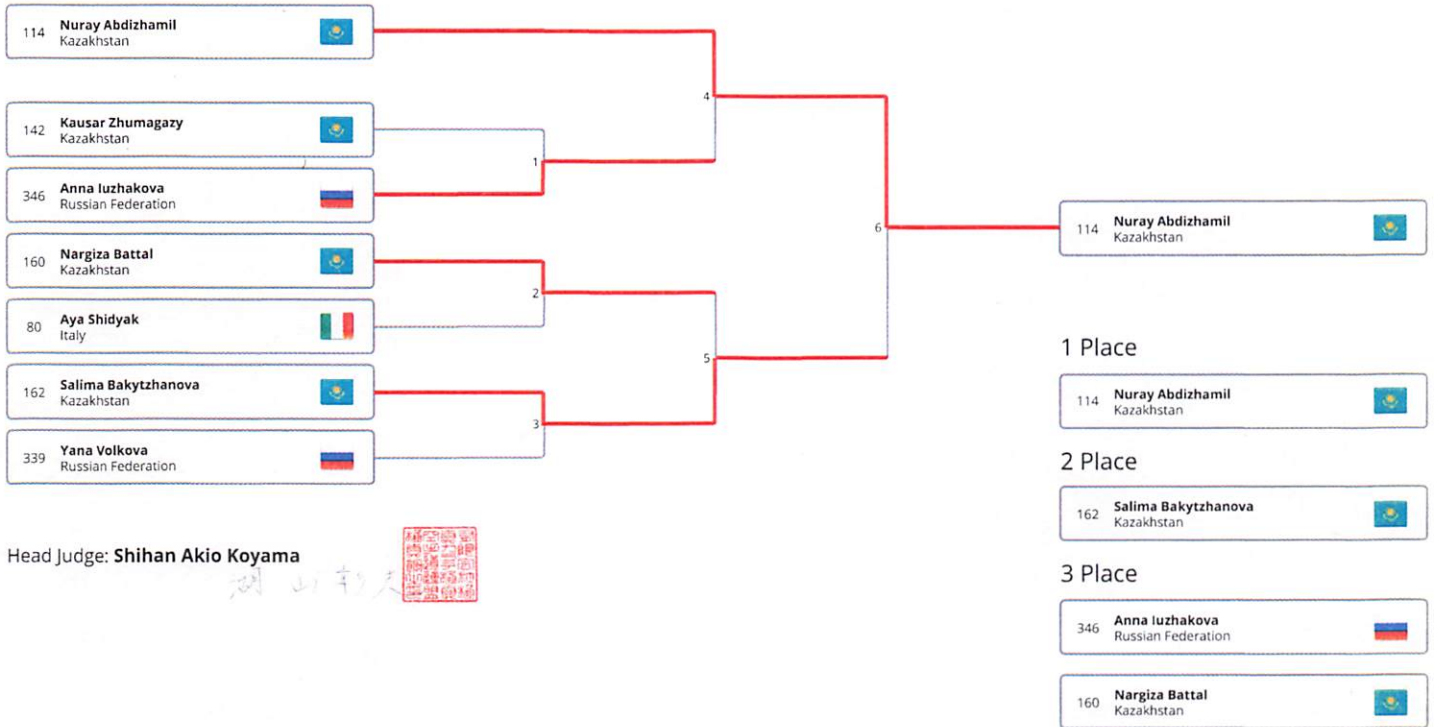 114 Nuray Abdizhamil
Kazakhstan
142 Kausar Zhumagazy
Kazakhstan
346 Anna Iuzhakova
Russian Federation
160 Nargiza Battal
Kazakhstan
80 Aya Shidyak
Italy
162 Salima Bakytzhanova
Kazakhstan
339 Yana Volkova
Russian Federation
1
2
3
4
5
6
114 Nuray Abdizhamil
Kazakhstan
1 Place
114 Nuray Abdizhamil
Kazakhstan
2 Place
162 Salima Bakytzhanova
Kazakhstan
3 Place
346 Anna Iuzhakova
Russian Federation
160 Nargiza Battal
Kazakhstan
Head Judge: Shihan Akio Koyama